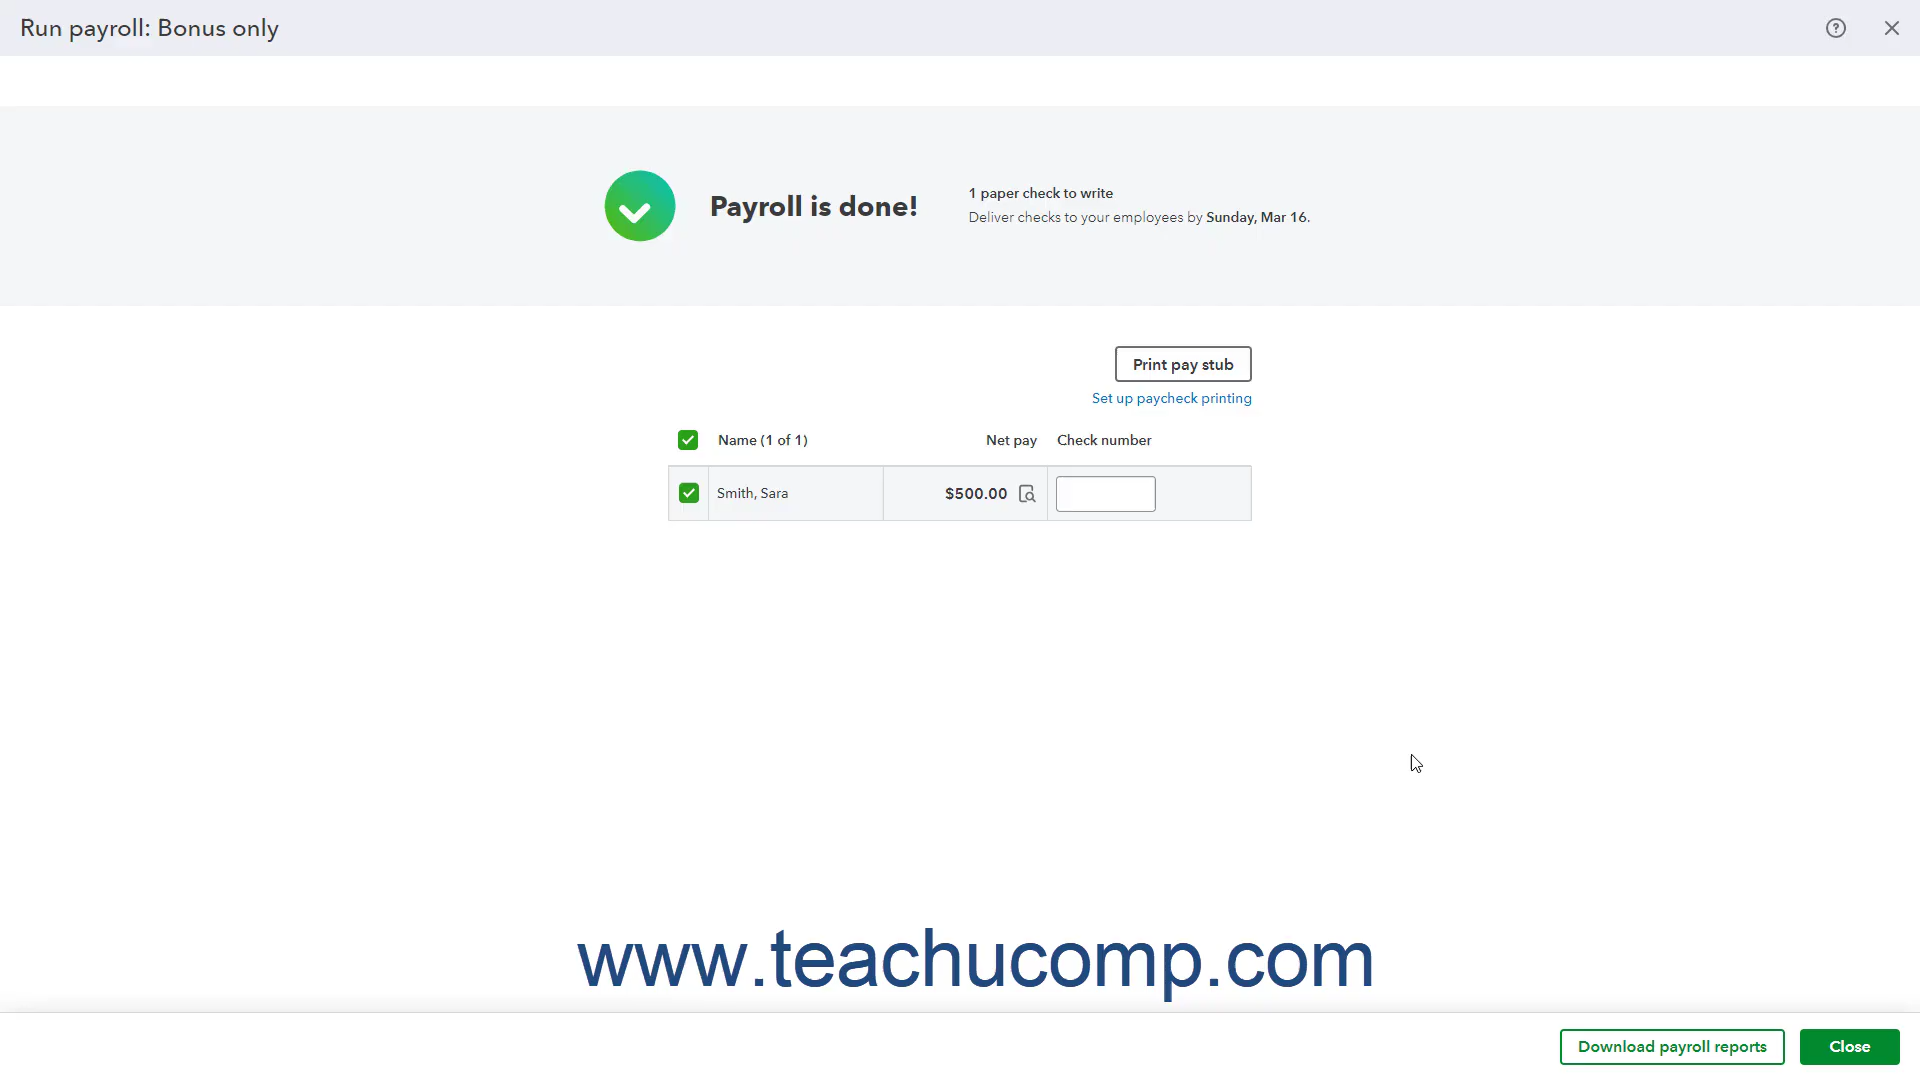 Run payroll: Bonus only
Payroll is done!
1 paper check to write
Deliver checks to your employees by Sunday, Mar 16.
Print pay stub
Set up paycheck printing
Name (1 of 1) Net pay Check number
Smith, Sara $500.00
www.teachucomp.com
Download payroll reports Close